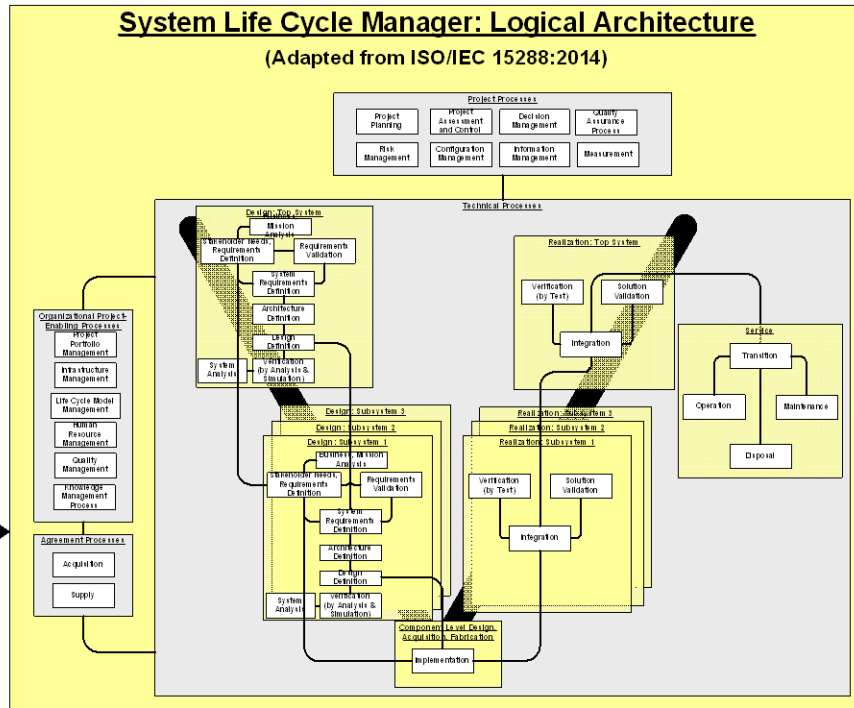 System Life Cycle Manager: Logical Architecture
(Adapted from ISO/IEC 15288:2014)
Project Processes
Project
Planning
Project
Assessment
and Control
Decision
Management
Quality
Assurance
Process
Risk
Management
Configuration
Management
Information
Management
Measurement
Technical Processes
Design: Top System
Mission
Analysis
Stakeholder Needs,
Requirements
Definition
Requirements
Validation
System
Requirements
Definition
Architecture
Definition
Design
Definition
System
Analysis
Verification
(by Analysis &
Simulation)
Realization: Top System
Verification
(by Test)
Solution
Validation
Integration
Service
Transition
Operation
Maintenance
Disposal
Organizational Project-
Enabling Processes
Project
Portfolio
Management
Infrastructure
Management
Life Cycle Model
Management
Human
Resource
Management
Quality
Management
Knowledge
Management
Process
Agreement Processes
Acquisition
Supply
Design: Subsystem 3
Design: Subsystem 2
Design: Subsystem 1
Business, Mission
Analysis
Stakeholder Needs,
Requirements
Definition
Requirements
Validation
System
Requirements
Definition
Architecture
Definition
Design
Definition
System
Analysis
Verification
(by Analysis &
Simulation)
Realization: Subsystem 3
Realization: Subsystem 2
Realization: Subsystem 1
Verification
(by Test)
Solution
Validation
Integration
Component Level Design,
Acquisition, Fabrication
Implementation